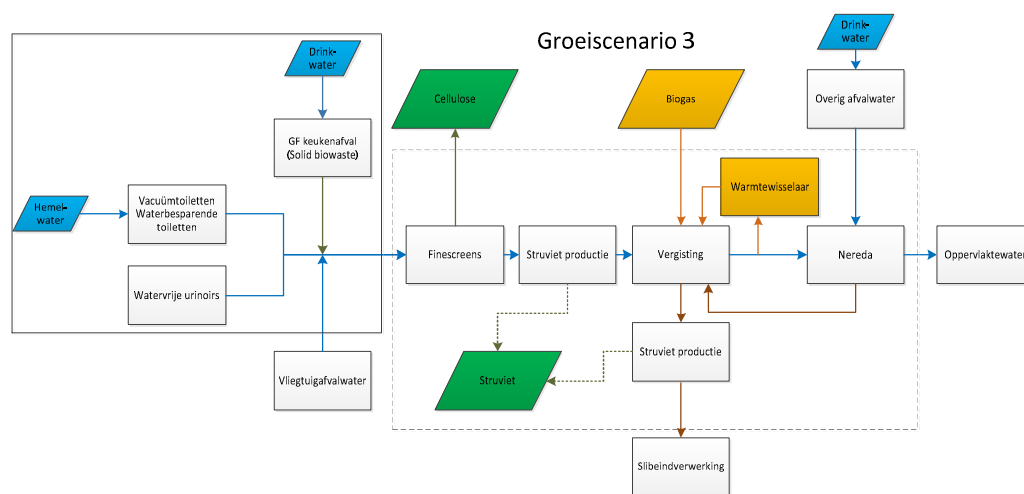 Groeiscenario 3
Drink-
water
Drink-
water
Cellulose
Biogas
Overig afvalwater
GF keukenafval
(Solid biowaste)
Warmtewisselaar
Hemel-
water
Vacuümtoiletten
Waterbesparende
toiletten
Finescreens
Struviet productie
Vergisting
Nereda
Oppervlaktewater
Watervrije urinoirs
Vliegtuigafvalwater
Struviet
Struviet productie
Slibeindverwerking